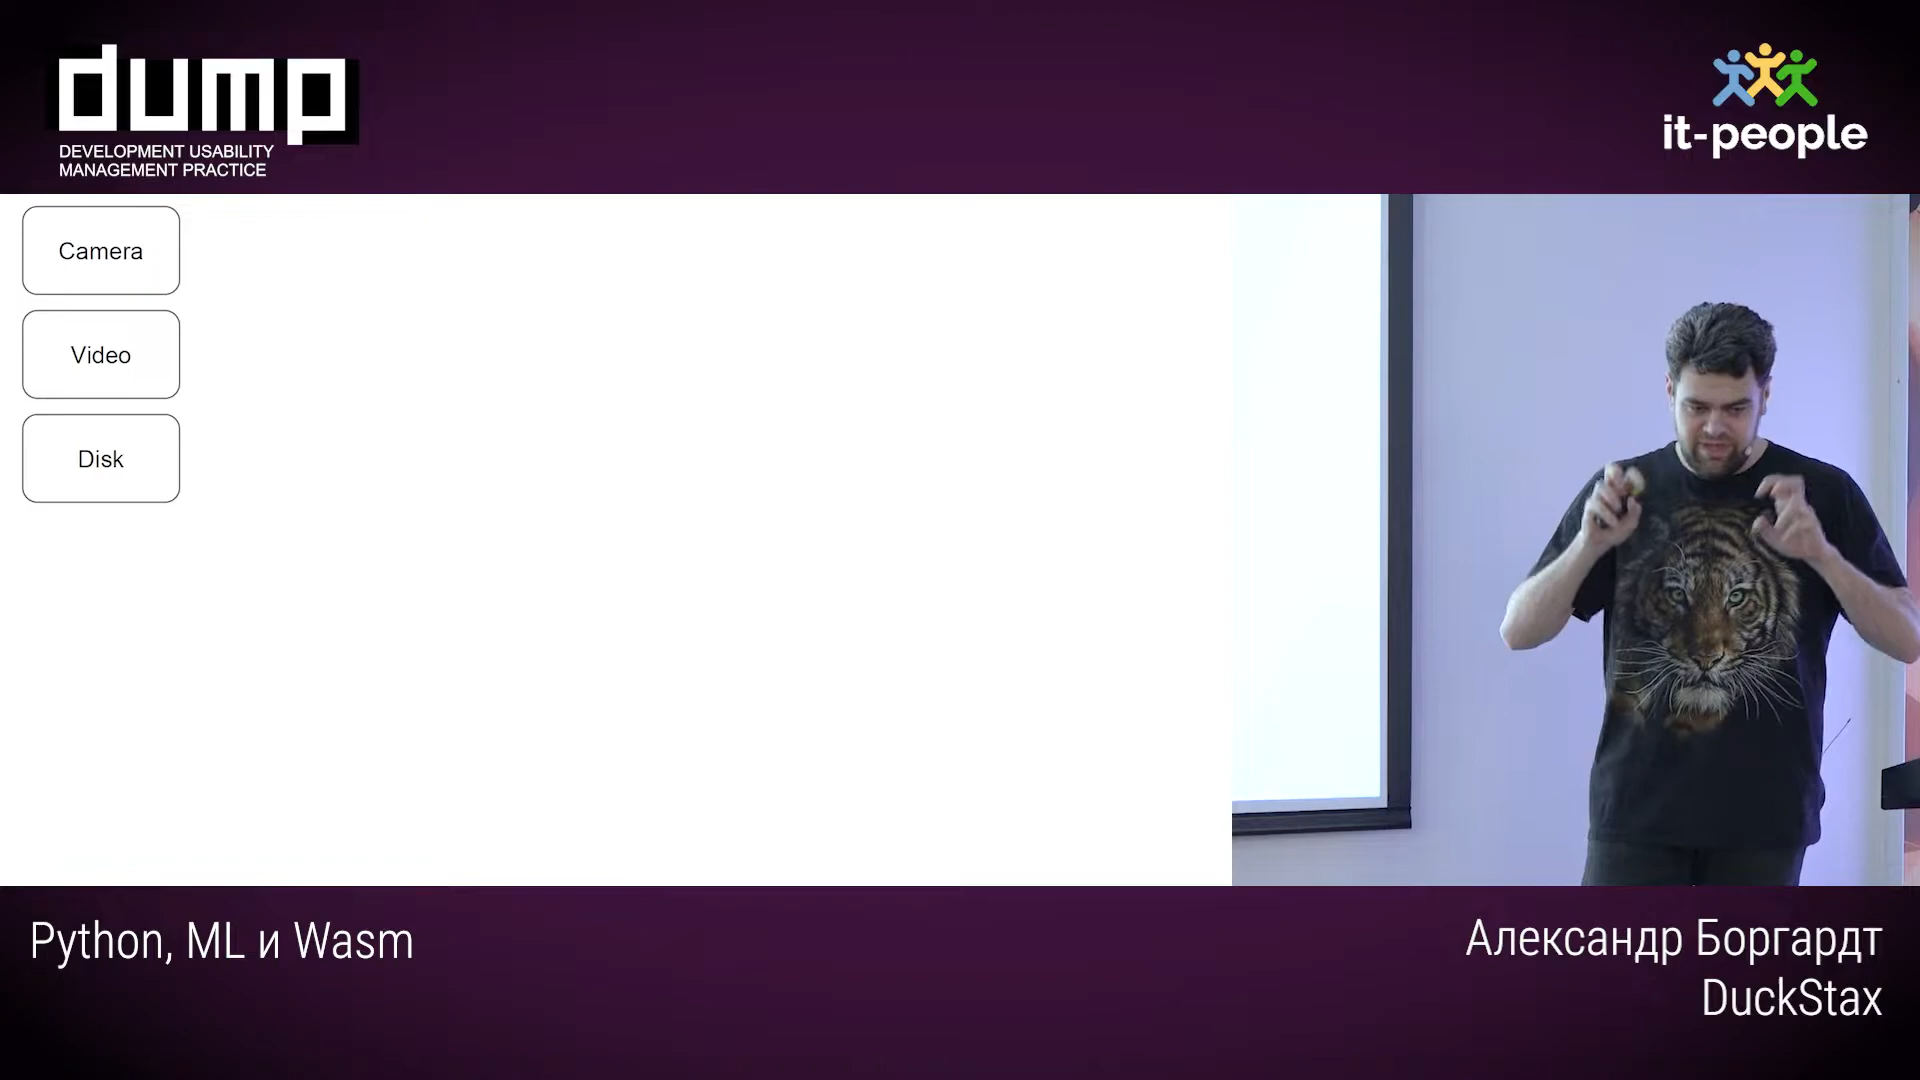 dump
DEVELOPMENT USABILITY
MANAGEMENT PRACTICE
it-people
Camera
Video
Disk
Python, ML и Wasm
Александр Боргардт
DuckStax